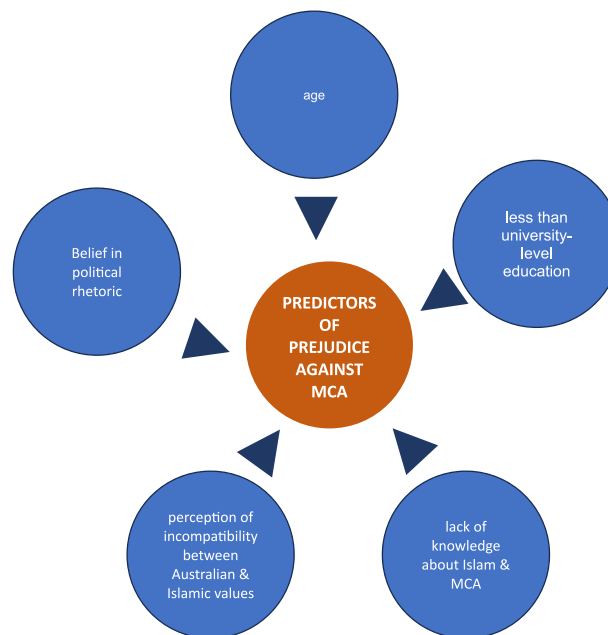 age
less than
university-
level
education
Belief in
political
rhetoric
PREDICTORS
OF
PREJUDICE
AGAINST
MCA
perception of
incompatibility
between
Australian &
Islamic values
lack of
knowledge
about Islam &
MCA